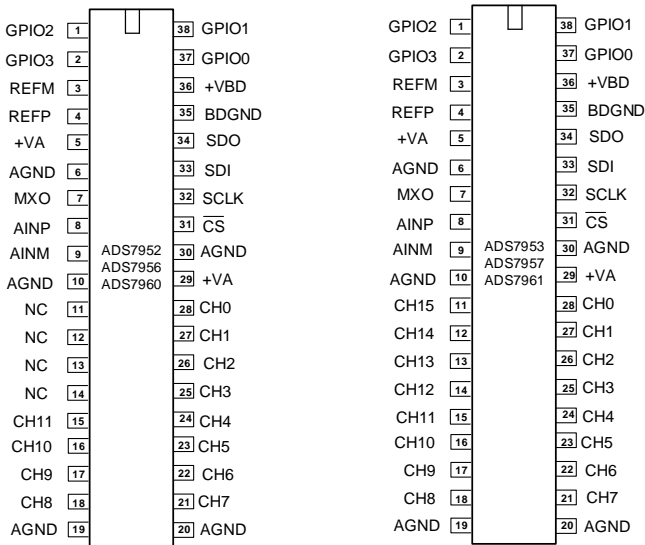 GPIO2 1 38 GPIO1 GPIO2 1 38 GPIO1
GPIO3 2 37 GPIO0 GPIO3 2 37 GPIO0
REFM 3 36 +VBD REFM 3 36 +VBD
REFP 4 35 BDGND REFP 4 35 BDGND
+VA 5 34 SDO +VA 5 34 SDO
AGND 6 33 SDI AGND 6 33 SDI
MXO 7 32 SCLK MXO 7 32 SCLK
AINP 8 31 C̅S̅ AINP 8 31 C̅S̅
AINM 9 ADS7952 30 AGND AINM 9 ADS7953 30 AGND
ADS7956 ADS7957
AGND 10 ADS7960 29 +VA AGND 10 ADS7961 29 +VA
NC 11 28 CH0 CH15 11 28 CH0
NC 12 27 CH1 CH14 12 27 CH1
NC 13 26 CH2 CH13 13 26 CH2
NC 14 25 CH3 CH12 14 25 CH3
CH11 15 24 CH4 CH11 15 24 CH4
CH10 16 23 CH5 CH10 16 23 CH5
CH9 17 22 CH6 CH9 17 22 CH6
CH8 18 21 CH7 CH8 18 21 CH7
AGND 19 20 AGND AGND 19 20 AGND